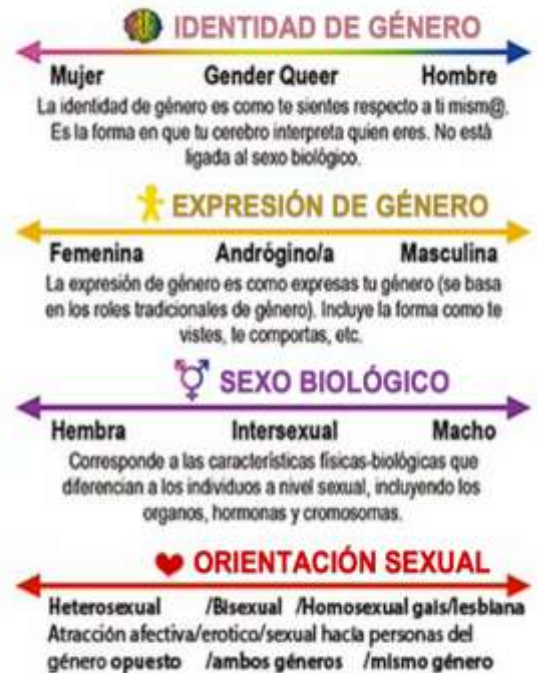 IDENTIDAD DE GÉNERO
Mujer Gender Queer Hombre
La identidad de género es como te sientes respecto a ti mism@.
Es la forma en que tu cerebro interpreta quien eres. No está
ligada al sexo biológico.
EXPRESIÓN DE GÉNERO
Femenina Andrógino/a Masculina
La expresión de género es como expresas tu género (se basa
en los roles tradicionales de género). Incluye la forma como te
vistes, te comportas, etc.
SEXO BIOLÓGICO
Hembra Intersexual Macho
Corresponde a las características físicas-biológicas que
diferencian a los individuos a nivel sexual, incluyendo los
organos, hormonas y cromosomas.
ORIENTACIÓN SEXUAL
Heterosexual /Bisexual /Homosexual gais/lesbiana
Atracción afectiva/erotico/sexual hacia personas del
género opuesto /ambos géneros /mismo género